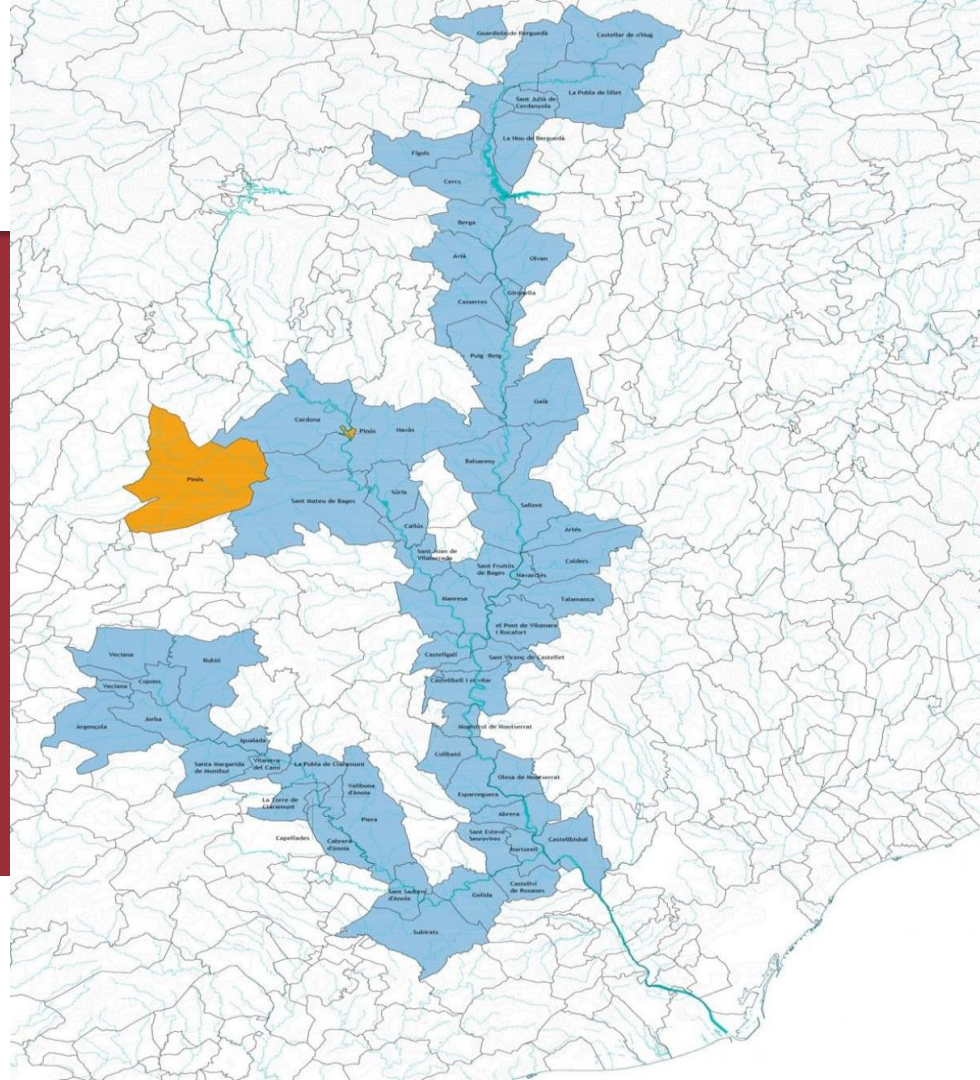 Guardiola de Berguedà
Castellar de n'Hug
La Pobla de lillet
Sant Julià de
Cerdanyola
La Nou de Berguedà
Fígols
Cercs
Berga
Avià
Olvan
Gironella
Casserres
Puig -Reig
Gaià
Cardona
Pinós
Navàs
Balsareny
Pinós
Súria
Sant Mateu de Bages
Sallent
Callús
Artés
Sant Joan de
Vilatorrada
Calders
Sant Fruitós
de Bages
Navarcles
Manresa
Talamanca
el Pont de Vilomara
i Rocafort
Castellgalí
Sant Vicenç de Castellet
Castellbell i el vilar
Veciana
Rubió
Copons
Veciana
Jorba
Argençola
Monistrol de Montserrat
Igualada
Collbató
Santa Margarida
de Montbui
Vilanova
del Camí
La Pobla de Claramunt
Olesa de Montserrat
Vallbona
d'Anoia
Esparreguera
La Torre de
Claramunt
Piera
Abrera
Sant Esteve
Sesrovires
Castellbisbal
Capellades
Cabrera
d'Anoia
Martorell
Castellví
de Rosanes
Sant Sadurní
d'Anoia
Gelida
Subirats